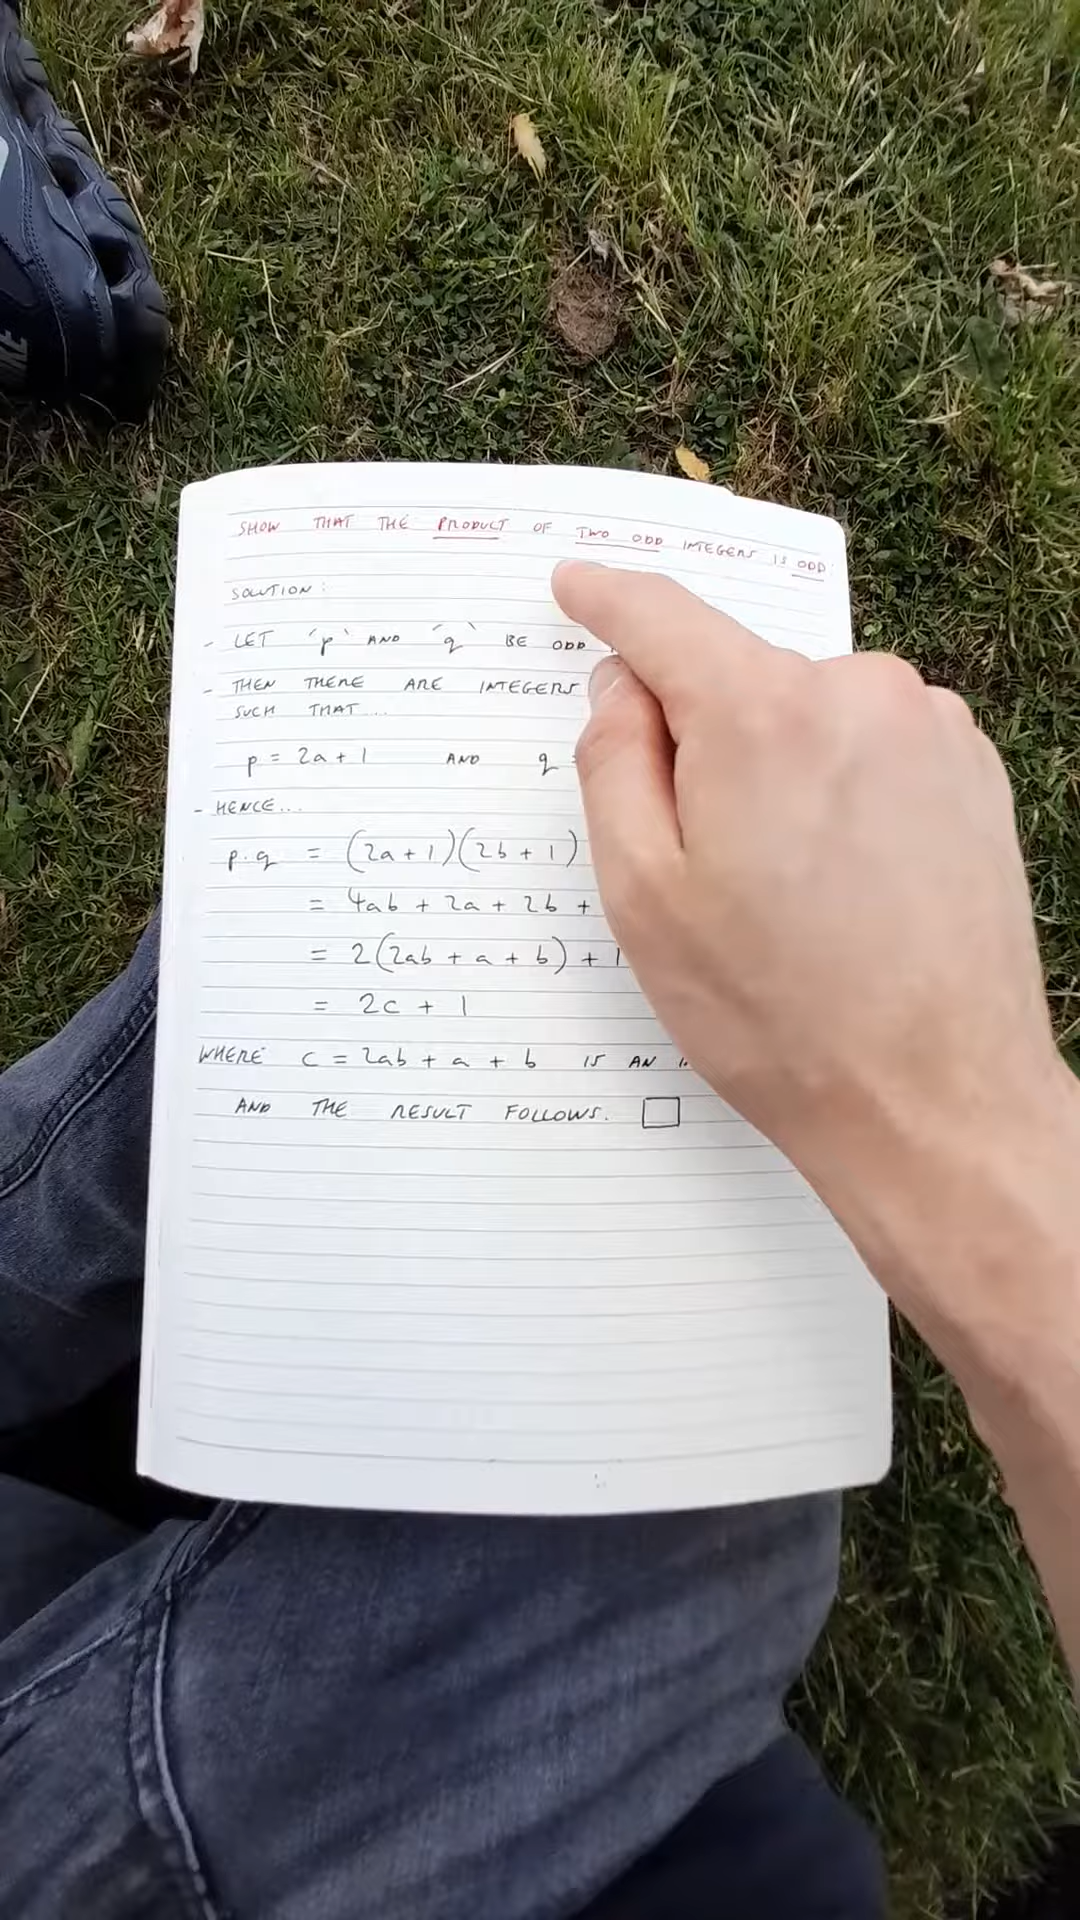 SHOW THAT THE PRODUCT OF TWO ODD INTEGERS IS ODD:
SOLUTION:
- LET 'p' AND 'q' BE ODD
- THEN THERE ARE INTEGERS
SUCH THAT...
p = 2a + 1 AND q =
- HENCE...
p.q = (2a + 1)(2b + 1)
= 4ab + 2a + 2b +
= 2(2ab + a + b) + 1
= 2c + 1
WHERE c = 2ab + a + b IS AN
AND THE RESULT FOLLOWS. □